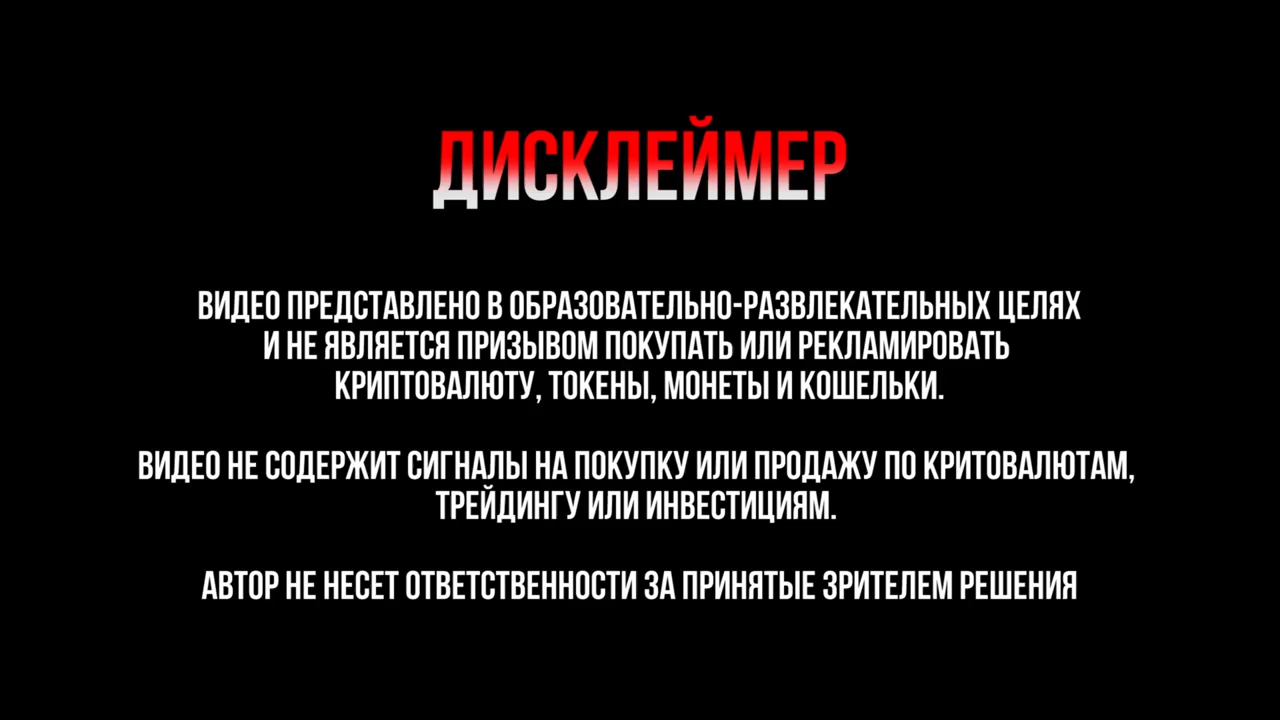 ДИСКЛЕЙМЕР
ВИДЕО ПРЕДСТАВЛЕНО В ОБРАЗОВАТЕЛЬНО-РАЗВЛЕКАТЕЛЬНЫХ ЦЕЛЯХ
И НЕ ЯВЛЯЕТСЯ ПРИЗЫВОМ ПОКУПАТЬ ИЛИ РЕКЛАМИРОВАТЬ
КРИПТОВАЛЮТУ, ТОКЕНЫ, МОНЕТЫ И КОШЕЛЬКИ.
ВИДЕО НЕ СОДЕРЖИТ СИГНАЛЫ НА ПОКУПКУ ИЛИ ПРОДАЖУ ПО КРИТОВАЛЮТАМ,
ТРЕЙДИНГУ ИЛИ ИНВЕСТИЦИЯМ.
АВТОР НЕ НЕСЕТ ОТВЕТСТВЕННОСТИ ЗА ПРИНЯТЫЕ ЗРИТЕЛЕМ РЕШЕНИЯ